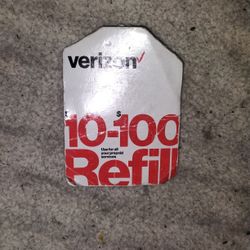 verizon✓
$10-$100
Use for all
your prepaid
services
Refill